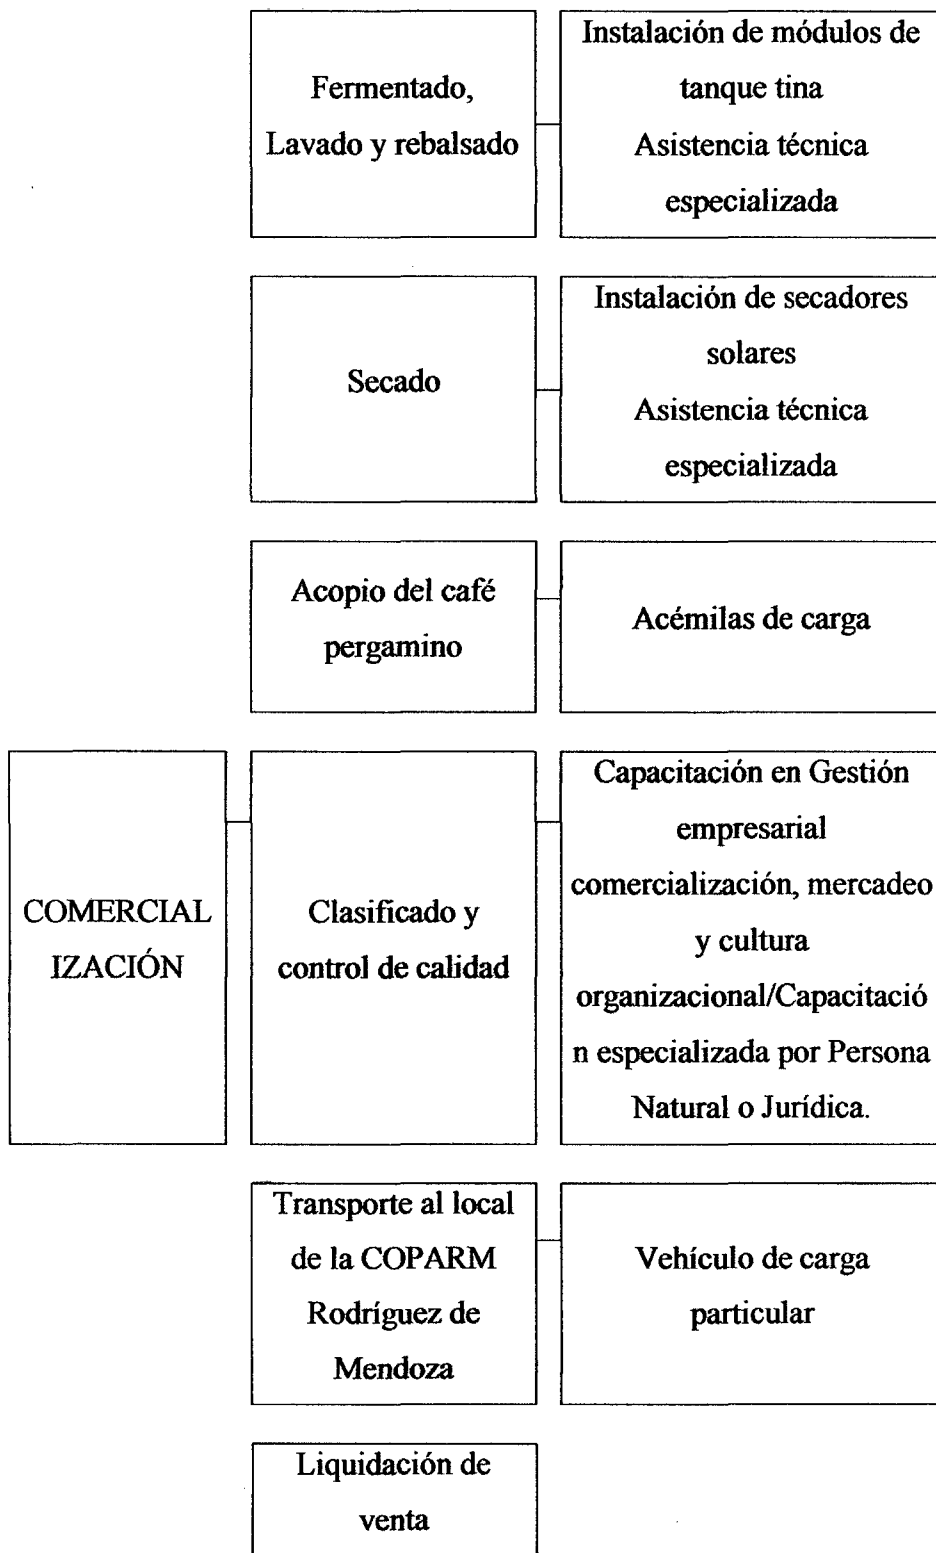 Fermentado,
Lavado y rebalsado
Instalación de módulos de
tanque tina
Asistencia técnica
especializada
Secado
Instalación de secadores
solares
Asistencia técnica
especializada
Acopio del café
pergamino
Acémilas de carga
COMERCIAL
IZACIÓN
Clasificado y
control de calidad
Capacitación en Gestión
empresarial
comercialización, mercadeo
y cultura
organizacional/Capacitació
n especializada por Persona
Natural o Jurídica.
Transporte al local
de la COPARM
Rodríguez de
Mendoza
Vehículo de carga
particular
Liquidación de
venta